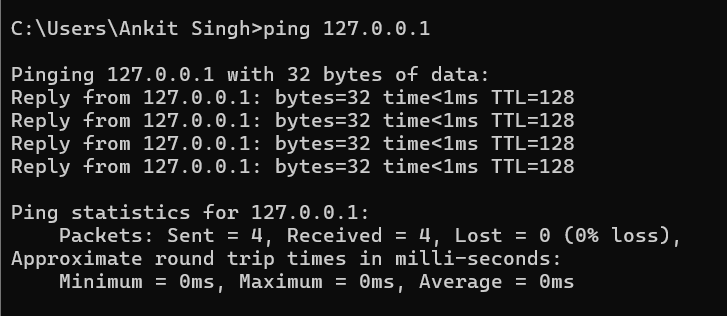 C:\Users\Ankit Singh>ping 127.0.0.1
Pinging 127.0.0.1 with 32 bytes of data:
Reply from 127.0.0.1: bytes=32 time<1ms TTL=128
Reply from 127.0.0.1: bytes=32 time<1ms TTL=128
Reply from 127.0.0.1: bytes=32 time<1ms TTL=128
Reply from 127.0.0.1: bytes=32 time<1ms TTL=128
Ping statistics for 127.0.0.1:
    Packets: Sent = 4, Received = 4, Lost = 0 (0% loss),
Approximate round trip times in milli-seconds:
    Minimum = 0ms, Maximum = 0ms, Average = 0ms